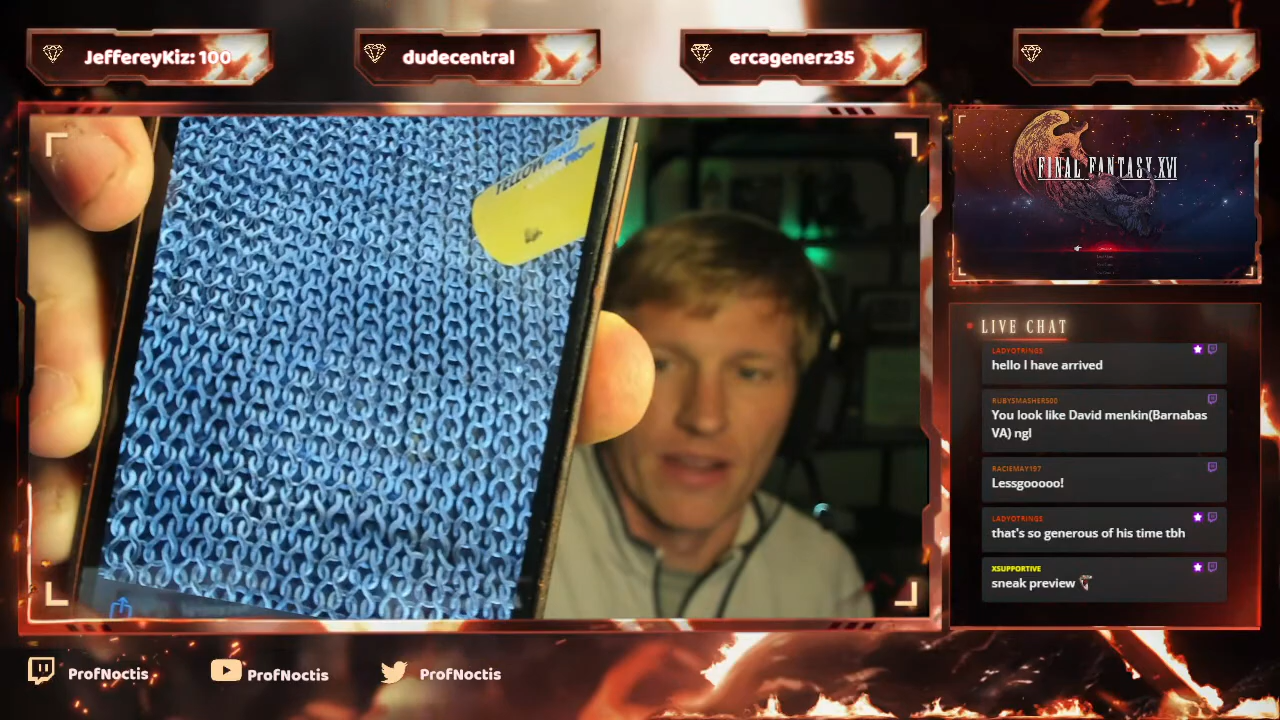 JeffereyKiz: 100
dudecentral
ercagenerz35
FINAL FANTASY XVI
LIVE CHAT
LADYOTRINGS
hello I have arrived
RUBYSMASHER500
You look like David menkin(Barnabas
VA) ngl
RACIEMAY197
Lessgooooo!
LADYOTRINGS
that's so generous of his time tbh
XSUPPORTIVE
sneak preview
ProfNoctis
ProfNoctis
ProfNoctis